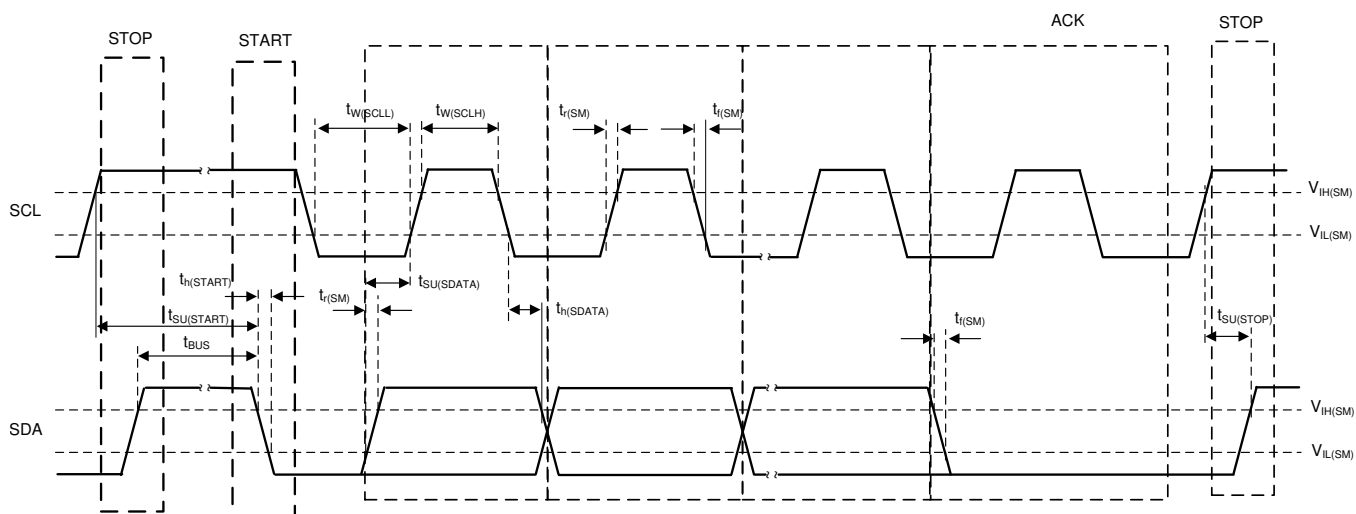 ACK
STOP
START
STOP
tW(SCLL)
tW(SCLH)
tr(SM)
tf(SM)
VIH(SM)
SCL
VIL(SM)
th(START)
tSU(SDATA)
tr(SM)
th(SDATA)
tSU(START)
tf(SM)
tSU(STOP)
tBUS
VIH(SM)
SDA
VIL(SM)